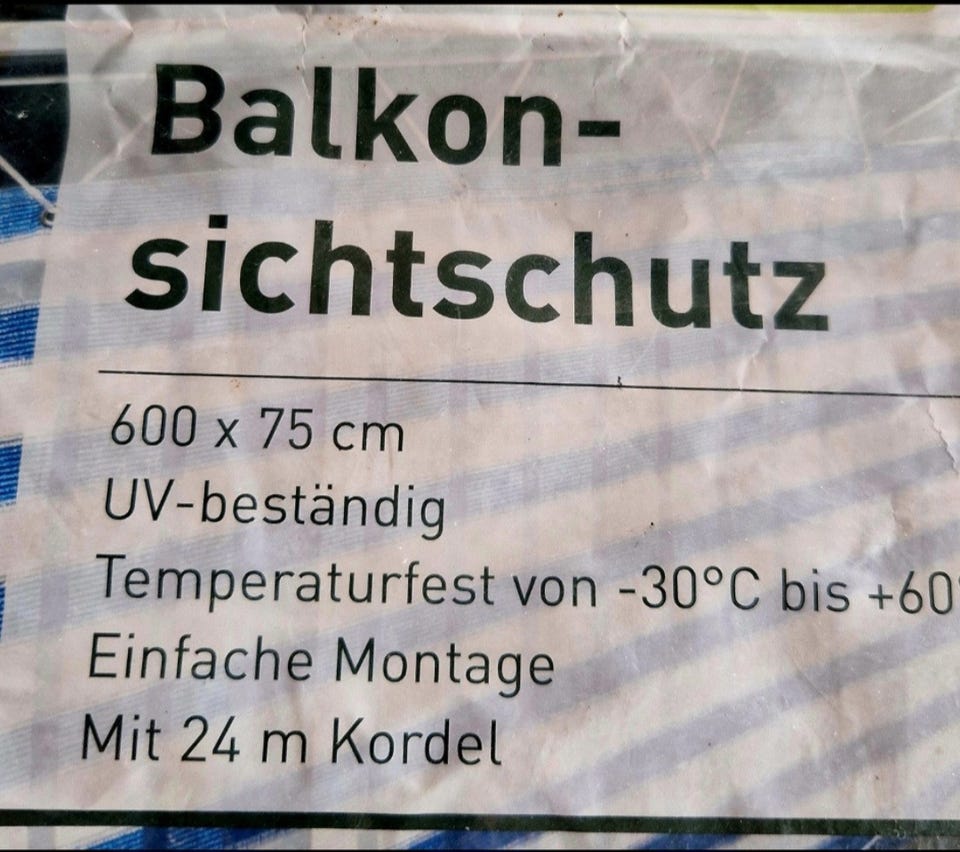 Balkon-
sichtschutz
600 x 75 cm
UV-beständig
Temperaturfest von -30°C bis +60°
Einfache Montage
Mit 24 m Kordel